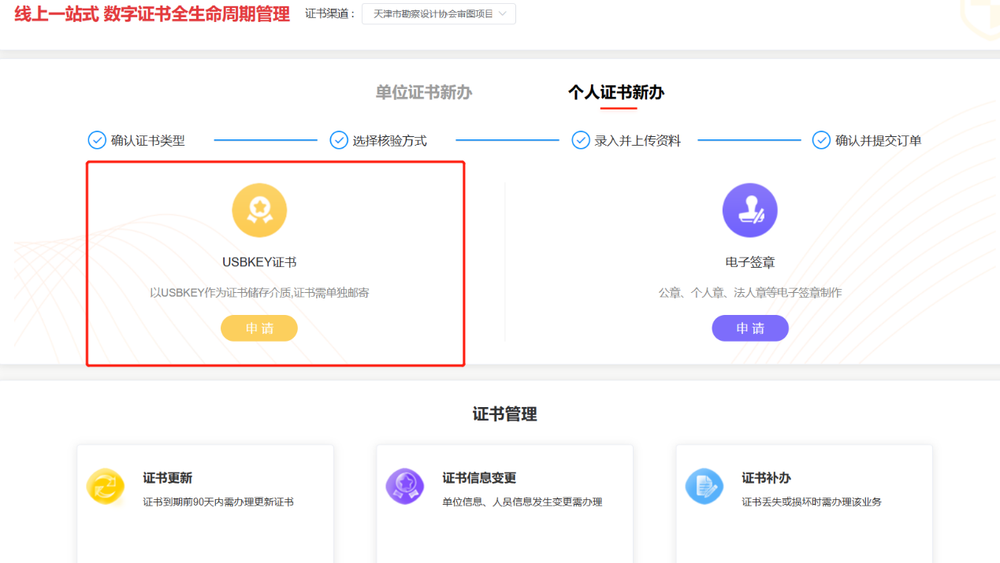 线上一站式 数字证书全生命周期管理 证书渠道： 天津市勘察设计协会审图项目
单位证书新办 个人证书新办
确认证书类型 选择核验方式 录入并上传资料 确认并提交订单
USBKEY证书 电子签章
以USBKEY作为证书储存介质,证书需单独邮寄 公章、个人章、法人章等电子签章制作
申 请 申 请
证书管理
证书更新 证书信息变更 证书补办
证书到期前90天内需办理更新证书 单位信息、人员信息发生变更需办理 证书丢失或损坏时需办理该业务